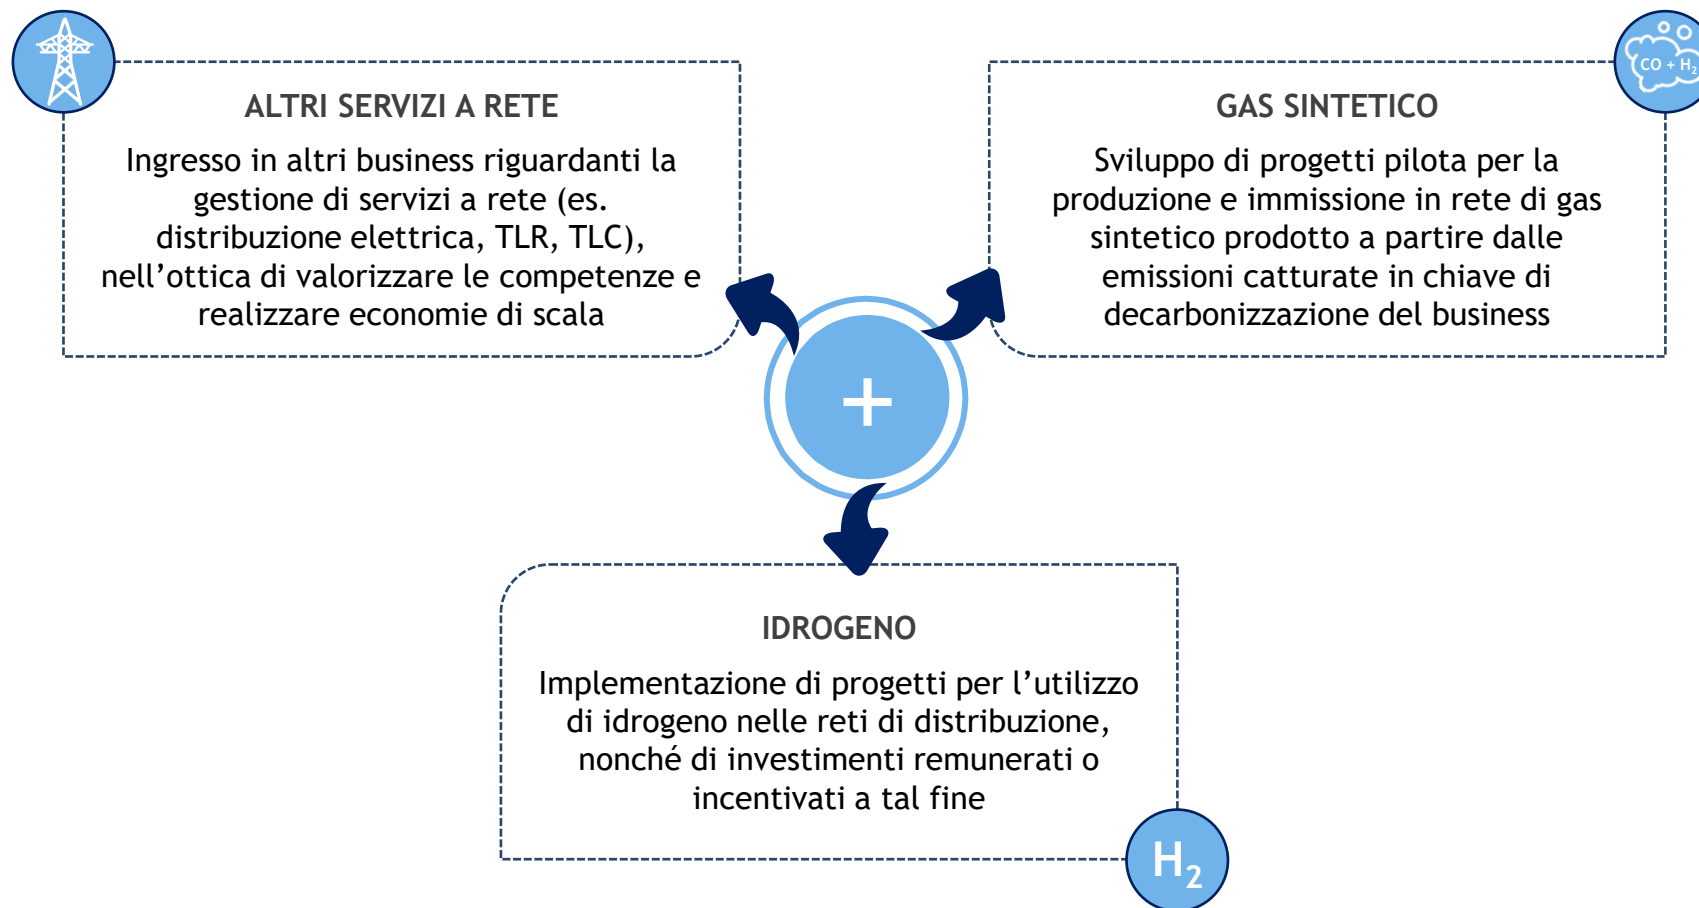 ALTRI SERVIZI A RETE
Ingresso in altri business riguardanti la
gestione di servizi a rete (es.
distribuzione elettrica, TLR, TLC),
nell’ottica di valorizzare le competenze e
realizzare economie di scala
CO + H₂
GAS SINTETICO
Sviluppo di progetti pilota per la
produzione e immissione in rete di gas
sintetico prodotto a partire dalle
emissioni catturate in chiave di
decarbonizzazione del business
+
IDROGENO
Implementazione di progetti per l’utilizzo
di idrogeno nelle reti di distribuzione,
nonché di investimenti remunerati o
incentivati a tal fine
H₂